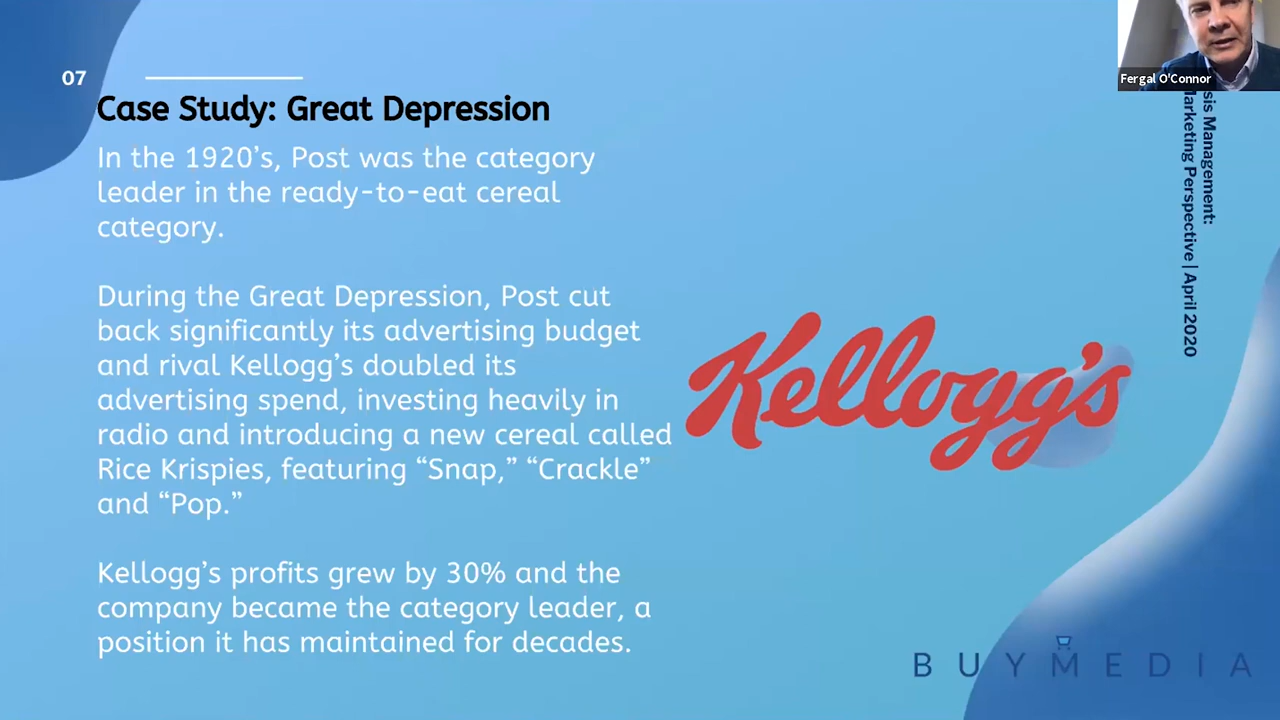 07
Case Study: Great Depression
In the 1920's, Post was the category
leader in the ready-to-eat cereal
category.
During the Great Depression, Post cut
back significantly its advertising budget
and rival Kellogg's doubled its
advertising spend, investing heavily in
radio and introducing a new cereal called
Rice Krispies, featuring “Snap,” “Crackle”
and “Pop.”
Kellogg's profits grew by 30% and the
company became the category leader, a
position it has maintained for decades.
Kellogg's
Fergal O'Connor
Management:
Marketing Perspective | April 2020
BUYMEDIA